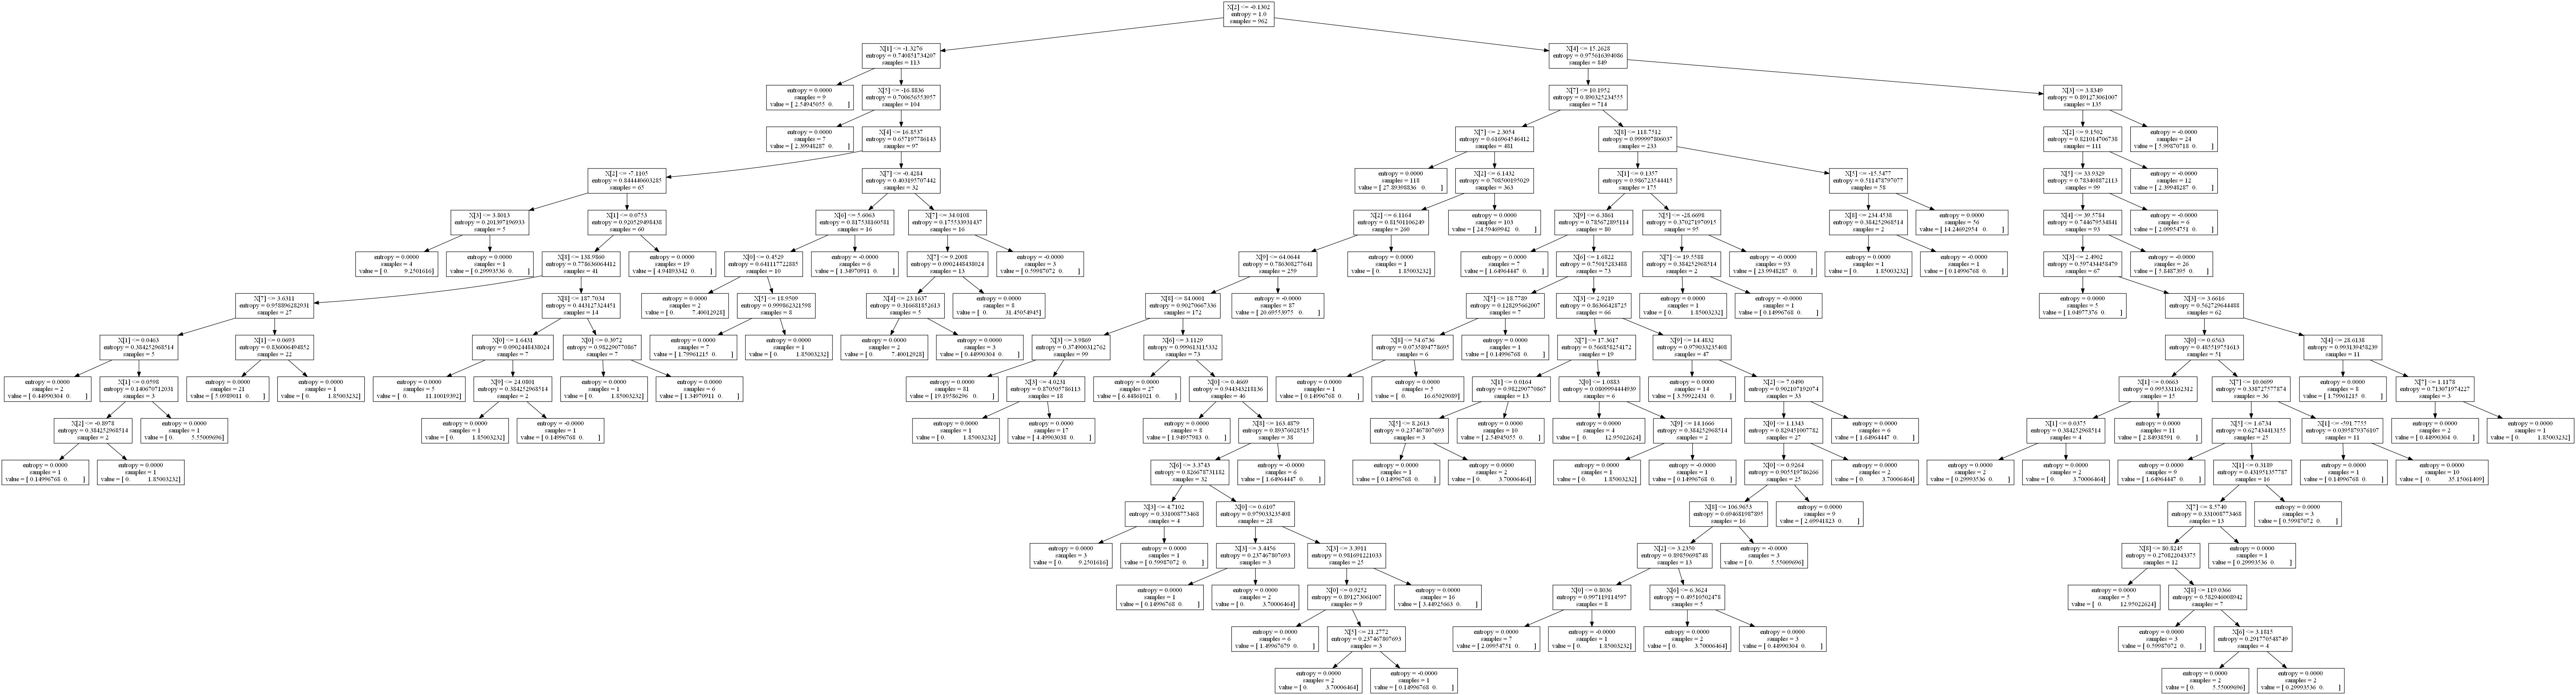 X[2] <= -0.1302
entropy = 1.0
samples = 962
X[1] <= -1.3276
entropy = 0.740851734207
samples = 113
X[4] <= 15.2628
entropy = 0.975616394086
samples = 849
entropy = 0.0000
samples = 9
value = [ 2.54945055  0.        ]
X[5] <= -16.8836
entropy = 0.700656553957
samples = 104
X[7] <= 10.1952
entropy = 0.890325234555
samples = 714
X[3] <= 3.8349
entropy = 0.891273061007
samples = 135
entropy = 0.0000
samples = 7
value = [ 2.39948287  0.        ]
X[4] <= 16.8537
entropy = 0.657197786143
samples = 97
X[7] <= 2.3054
entropy = 0.616964546412
samples = 481
X[8] <= 118.7512
entropy = 0.999997806037
samples = 233
X[2] <= 9.1502
entropy = 0.821014706738
samples = 111
entropy = -0.0000
samples = 24
value = [ 5.99870718  0.        ]
X[2] <= -7.1105
entropy = 0.844440603285
samples = 65
X[7] <= -0.4284
entropy = 0.403195707442
samples = 32
entropy = 0.0000
samples = 118
value = [ 27.89398836  0.        ]
X[2] <= 6.1432
entropy = 0.708500195029
samples = 363
X[1] <= 0.1357
entropy = 0.986723544415
samples = 175
X[5] <= -15.5477
entropy = 0.511478797077
samples = 58
X[5] <= 33.9329
entropy = 0.783408872113
samples = 99
entropy = -0.0000
samples = 12
value = [ 2.39948287  0.        ]
X[3] <= 3.8013
entropy = 0.201397196933
samples = 5
X[1] <= 0.0753
entropy = 0.920529498438
samples = 60
X[6] <= 5.6063
entropy = 0.817538160581
samples = 16
X[7] <= 34.0108
entropy = 0.175533931437
samples = 16
X[2] <= 6.1164
entropy = 0.81501106249
samples = 260
entropy = 0.0000
samples = 103
value = [ 24.59469942  0.        ]
X[9] <= 6.3861
entropy = 0.785672895114
samples = 80
X[5] <= -28.6698
entropy = 0.370271970915
samples = 95
X[8] <= 234.4538
entropy = 0.384252968514
samples = 2
entropy = 0.0000
samples = 56
value = [ 14.24692954  0.        ]
X[4] <= 39.5784
entropy = 0.744679534841
samples = 93
entropy = -0.0000
samples = 6
value = [ 2.09954751  0.        ]
entropy = 0.0000
samples = 4
value = [ 0.          9.2501616]
entropy = 0.0000
samples = 1
value = [ 0.29993536  0.        ]
X[8] <= 138.9860
entropy = 0.778636064412
samples = 41
entropy = 0.0000
samples = 19
value = [ 4.94893342  0.        ]
X[0] <= 0.4529
entropy = 0.641117722885
samples = 10
entropy = -0.0000
samples = 6
value = [ 1.34970911  0.        ]
X[7] <= 9.2008
entropy = 0.0902448438024
samples = 13
entropy = -0.0000
samples = 3
value = [ 0.59987072  0.        ]
X[9] <= 64.0644
entropy = 0.786308277641
samples = 259
entropy = 0.0000
samples = 1
value = [ 0.          1.85003232]
entropy = 0.0000
samples = 7
value = [ 1.64964447  0.        ]
X[6] <= 1.6822
entropy = 0.75015283488
samples = 73
X[7] <= 19.5588
entropy = 0.384252968514
samples = 2
entropy = -0.0000
samples = 93
value = [ 23.9948287  0.        ]
entropy = 0.0000
samples = 1
value = [ 0.          1.85003232]
entropy = -0.0000
samples = 1
value = [ 0.14996768  0.        ]
X[3] <= 2.4902
entropy = 0.597434458479
samples = 67
entropy = -0.0000
samples = 26
value = [ 5.8487395  0.        ]
X[7] <= 3.6311
entropy = 0.958896282931
samples = 27
X[8] <= 187.7034
entropy = 0.443127324451
samples = 14
entropy = 0.0000
samples = 2
value = [ 0.          7.40012928]
X[5] <= 18.9509
entropy = 0.999862321598
samples = 8
X[4] <= 23.1637
entropy = 0.316681852613
samples = 5
entropy = 0.0000
samples = 8
value = [ 0.          31.45054945]
X[8] <= 84.0001
entropy = 0.90270667336
samples = 172
entropy = -0.0000
samples = 87
value = [ 20.69553975  0.        ]
X[5] <= 18.7789
entropy = 0.128295662007
samples = 7
X[3] <= 2.9219
entropy = 0.86366428725
samples = 66
entropy = 0.0000
samples = 1
value = [ 0.          1.85003232]
entropy = -0.0000
samples = 1
value = [ 0.14996768  0.        ]
entropy = 0.0000
samples = 5
value = [ 1.04977376  0.        ]
X[3] <= 3.6616
entropy = 0.562729644488
samples = 62
X[1] <= 0.0463
entropy = 0.384252968514
samples = 5
X[1] <= 0.0693
entropy = 0.836006494852
samples = 22
X[0] <= 1.6431
entropy = 0.0902448438024
samples = 7
X[0] <= 0.3972
entropy = 0.982290770867
samples = 7
entropy = 0.0000
samples = 7
value = [ 1.79961215  0.        ]
entropy = 0.0000
samples = 1
value = [ 0.          1.85003232]
entropy = 0.0000
samples = 2
value = [ 0.          7.40012928]
entropy = -0.0000
samples = 3
value = [ 0.44990304  0.        ]
X[3] <= 3.9869
entropy = 0.374900312762
samples = 99
X[6] <= 3.1129
entropy = 0.999613115332
samples = 73
X[8] <= 54.6736
entropy = 0.0735894778695
samples = 6
entropy = 0.0000
samples = 1
value = [ 0.14996768  0.        ]
X[7] <= 17.3617
entropy = 0.566858254172
samples = 19
X[9] <= 14.4832
entropy = 0.979033235408
samples = 47
X[0] <= 0.6563
entropy = 0.485519751613
samples = 51
X[4] <= 28.6138
entropy = 0.993139458239
samples = 11
entropy = 0.0000
samples = 2
value = [ 0.44990304  0.        ]
X[1] <= 0.0598
entropy = 0.140670712031
samples = 3
entropy = 0.0000
samples = 21
value = [ 5.0989011  0.        ]
entropy = 0.0000
samples = 1
value = [ 0.          1.85003232]
entropy = 0.0000
samples = 5
value = [ 0.          11.10019392]
X[9] <= 24.0801
entropy = 0.384252968514
samples = 2
entropy = 0.0000
samples = 1
value = [ 0.          1.85003232]
entropy = 0.0000
samples = 6
value = [ 1.34970911  0.        ]
entropy = 0.0000
samples = 81
value = [ 19.19586296  0.        ]
X[3] <= 4.0231
entropy = 0.870505786113
samples = 18
entropy = 0.0000
samples = 27
value = [ 6.44861021  0.        ]
X[0] <= 0.4669
entropy = 0.944343218136
samples = 46
entropy = 0.0000
samples = 1
value = [ 0.14996768  0.        ]
entropy = 0.0000
samples = 5
value = [ 0.          16.65029089]
X[1] <= 0.0164
entropy = 0.982290770867
samples = 13
X[0] <= 1.0883
entropy = 0.0809994444939
samples = 6
entropy = 0.0000
samples = 14
value = [ 3.59922431  0.        ]
X[2] <= 7.0490
entropy = 0.902107192074
samples = 33
X[1] <= 0.0663
entropy = 0.99533162312
samples = 15
X[7] <= 10.0699
entropy = 0.338727577874
samples = 36
entropy = 0.0000
samples = 8
value = [ 1.79961215  0.        ]
X[7] <= 1.1178
entropy = 0.713071974227
samples = 3
X[2] <= -0.8978
entropy = 0.384252968514
samples = 2
entropy = 0.0000
samples = 1
value = [ 0.          5.55009696]
entropy = 0.0000
samples = 1
value = [ 0.          1.85003232]
entropy = -0.0000
samples = 1
value = [ 0.14996768  0.        ]
entropy = 0.0000
samples = 1
value = [ 0.          1.85003232]
entropy = 0.0000
samples = 17
value = [ 4.49903038  0.        ]
entropy = 0.0000
samples = 8
value = [ 1.94957983  0.        ]
X[8] <= 163.4879
entropy = 0.89376028515
samples = 38
X[5] <= 8.2613
entropy = 0.237467807693
samples = 3
entropy = -0.0000
samples = 10
value = [ 2.54945055  0.        ]
entropy = 0.0000
samples = 4
value = [ 0.          12.95022624]
X[9] <= 14.1666
entropy = 0.384252968514
samples = 2
X[0] <= 1.1343
entropy = 0.829451007782
samples = 27
entropy = -0.0000
samples = 6
value = [ 1.64964447  0.        ]
X[1] <= 0.0375
entropy = 0.384252968514
samples = 4
entropy = 0.0000
samples = 11
value = [ 2.84938591  0.        ]
X[5] <= 1.6734
entropy = 0.627434413155
samples = 25
X[1] <= -591.7755
entropy = 0.0395879376107
samples = 11
entropy = 0.0000
samples = 2
value = [ 0.44990304  0.        ]
entropy = 0.0000
samples = 1
value = [ 0.          1.85003232]
entropy = 0.0000
samples = 1
value = [ 0.14996768  0.        ]
entropy = 0.0000
samples = 1
value = [ 0.          1.85003232]
X[6] <= 3.3743
entropy = 0.826678731182
samples = 32
entropy = -0.0000
samples = 6
value = [ 1.64964447  0.        ]
entropy = 0.0000
samples = 1
value = [ 0.14996768  0.        ]
entropy = 0.0000
samples = 2
value = [ 0.          3.70006464]
entropy = 0.0000
samples = 1
value = [ 0.          1.85003232]
entropy = -0.0000
samples = 1
value = [ 0.14996768  0.        ]
X[0] <= 0.9264
entropy = 0.905519786266
samples = 25
entropy = 0.0000
samples = 2
value = [ 0.          3.70006464]
entropy = 0.0000
samples = 2
value = [ 0.29993536  0.        ]
entropy = 0.0000
samples = 2
value = [ 0.          3.70006464]
entropy = 0.0000
samples = 9
value = [ 1.64964447  0.        ]
X[1] <= 0.3189
entropy = 0.431951357787
samples = 16
entropy = 0.0000
samples = 1
value = [ 0.14996768  0.        ]
entropy = 0.0000
samples = 10
value = [ 0.          35.15061409]
X[3] <= 4.7102
entropy = 0.331008773468
samples = 4
X[0] <= 0.6107
entropy = 0.979033235408
samples = 28
X[8] <= 106.9653
entropy = 0.694681987895
samples = 16
entropy = 0.0000
samples = 9
value = [ 2.69941823  0.        ]
X[7] <= 8.5740
entropy = 0.331008773468
samples = 13
entropy = 0.0000
samples = 3
value = [ 0.59987072  0.        ]
entropy = 0.0000
samples = 3
value = [ 0.          9.2501616]
entropy = 0.0000
samples = 1
value = [ 0.59987072  0.        ]
X[3] <= 3.4456
entropy = 0.237467807693
samples = 3
X[3] <= 3.3911
entropy = 0.981691221033
samples = 25
X[2] <= 3.2350
entropy = 0.89859698748
samples = 13
entropy = -0.0000
samples = 3
value = [ 0.          5.55009696]
X[8] <= 80.8245
entropy = 0.270822043375
samples = 12
entropy = 0.0000
samples = 1
value = [ 0.29993536  0.        ]
entropy = 0.0000
samples = 1
value = [ 0.14996768  0.        ]
entropy = 0.0000
samples = 2
value = [ 0.          3.70006464]
X[0] <= 0.9252
entropy = 0.891273061007
samples = 9
entropy = 0.0000
samples = 16
value = [ 3.44925663  0.        ]
X[0] <= 0.8036
entropy = 0.997119114597
samples = 8
X[6] <= 6.3624
entropy = 0.49510502478
samples = 5
entropy = 0.0000
samples = 5
value = [ 0.          12.95022624]
X[8] <= 119.0366
entropy = 0.582946008942
samples = 7
entropy = 0.0000
samples = 6
value = [ 1.49967679  0.        ]
X[5] <= 21.2772
entropy = 0.237467807693
samples = 3
entropy = 0.0000
samples = 7
value = [ 2.09954751  0.        ]
entropy = -0.0000
samples = 1
value = [ 0.          1.85003232]
entropy = 0.0000
samples = 2
value = [ 0.          3.70006464]
entropy = 0.0000
samples = 3
value = [ 0.44990304  0.        ]
entropy = 0.0000
samples = 3
value = [ 0.59987072  0.        ]
X[6] <= 3.1815
entropy = 0.291770548749
samples = 4
entropy = 0.0000
samples = 2
value = [ 0.          3.70006464]
entropy = -0.0000
samples = 1
value = [ 0.14996768  0.        ]
entropy = 0.0000
samples = 2
value = [ 0.          5.55009696]
entropy = 0.0000
samples = 2
value = [ 0.29993536  0.        ]